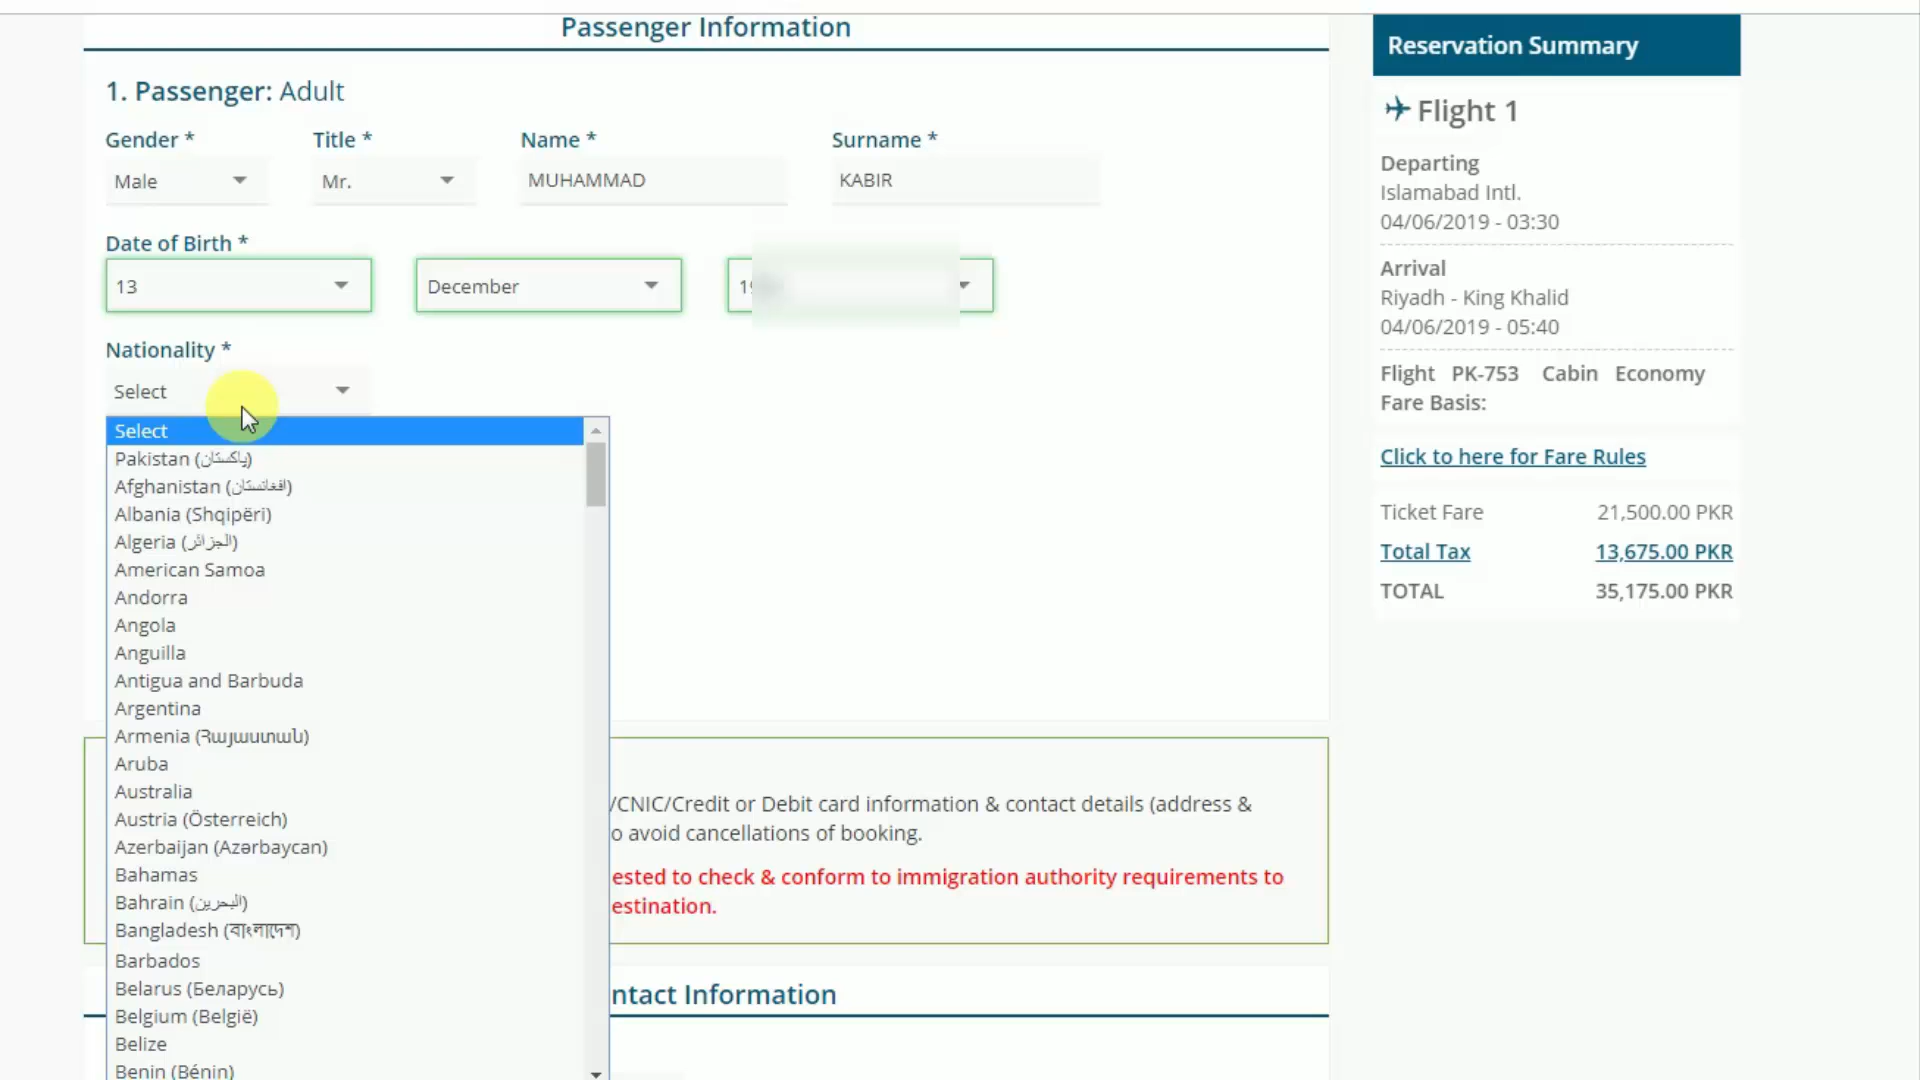 Passenger Information
1. Passenger: Adult
Gender * Title * Name * Surname *
Male Mr. MUHAMMAD KABIR
Date of Birth *
13 December
Nationality *
Select
Select
Pakistan (پاکستان)
Afghanistan (افغانستان)
Albania (Shqipëri)
Algeria (الجزائر)
American Samoa
Andorra
Angola
Anguilla
Antigua and Barbuda
Argentina
Armenia (Հայաստան)
Aruba
Australia
Austria (Österreich)
Azerbaijan (Azərbaycan)
Bahamas
Bahrain (البحرين)
Bangladesh (বাংলাদেশ)
Barbados
Belarus (Беларусь)
Belgium (België)
Belize
Benin (Bénin)
/CNIC/Credit or Debit card information & contact details (address &
o avoid cancellations of booking.
ested to check & conform to immigration authority requirements to
estination.
ntact Information
Reservation Summary
Flight 1
Departing
Islamabad Intl.
04/06/2019 - 03:30
Arrival
Riyadh - King Khalid
04/06/2019 - 05:40
Flight PK-753 Cabin Economy
Fare Basis:
Click to here for Fare Rules
Ticket Fare 21,500.00 PKR
Total Tax 13,675.00 PKR
TOTAL 35,175.00 PKR